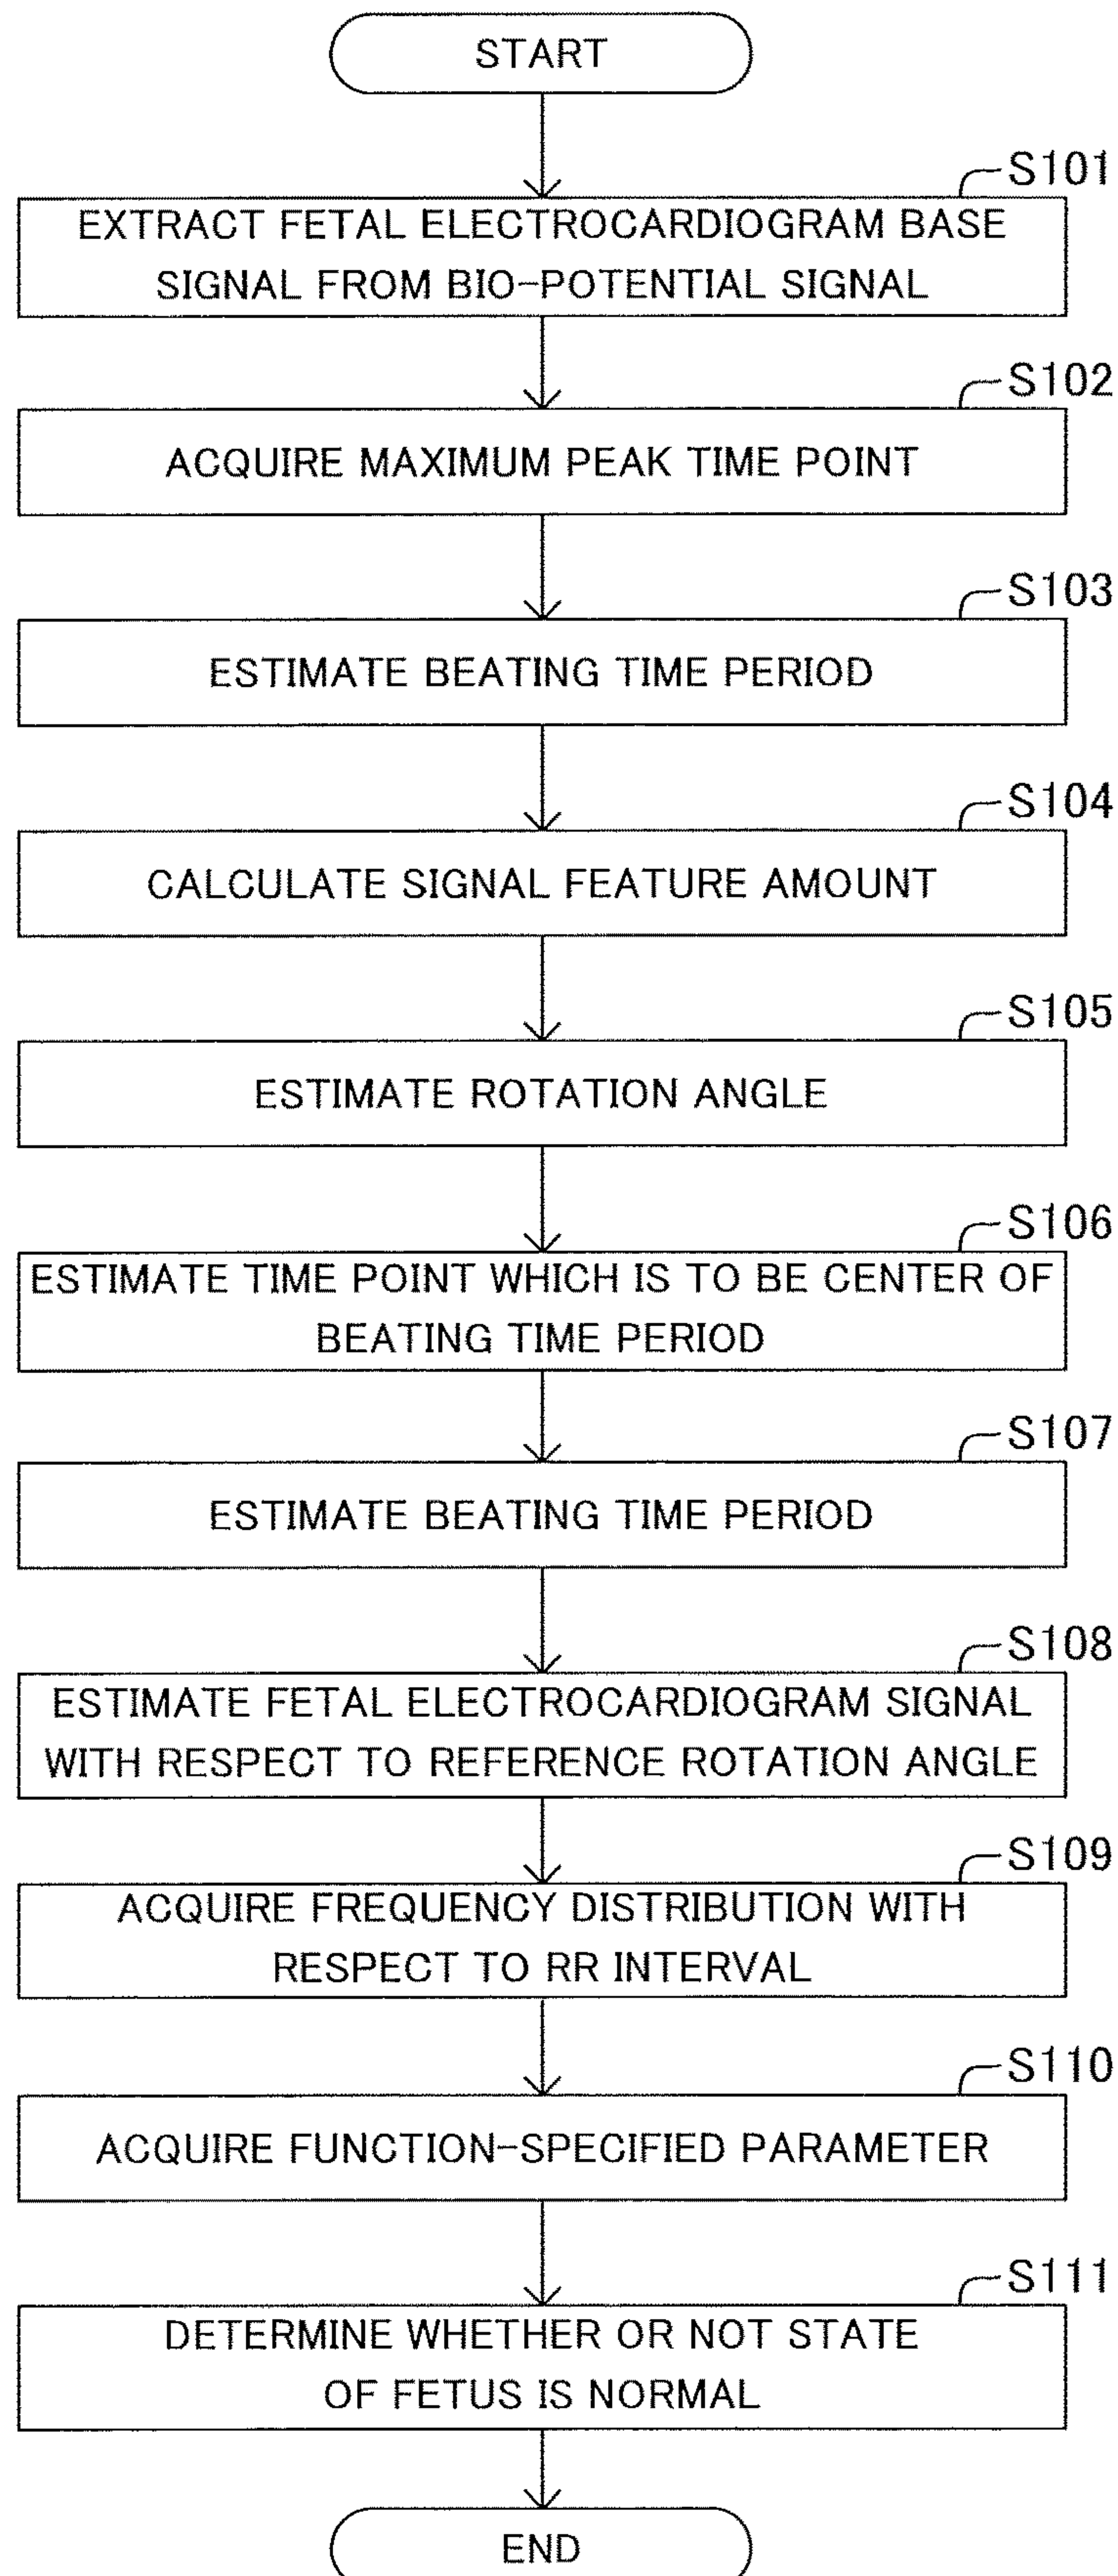 START
S101
EXTRACT FETAL ELECTROCARDIOGRAM BASE
SIGNAL FROM BIO-POTENTIAL SIGNAL
S102
ACQUIRE MAXIMUM PEAK TIME POINT
S103
ESTIMATE BEATING TIME PERIOD
S104
CALCULATE SIGNAL FEATURE AMOUNT
S105
ESTIMATE ROTATION ANGLE
S106
ESTIMATE TIME POINT WHICH IS TO BE CENTER OF
BEATING TIME PERIOD
S107
ESTIMATE BEATING TIME PERIOD
S108
ESTIMATE FETAL ELECTROCARDIOGRAM SIGNAL
WITH RESPECT TO REFERENCE ROTATION ANGLE
S109
ACQUIRE FREQUENCY DISTRIBUTION WITH
RESPECT TO RR INTERVAL
S110
ACQUIRE FUNCTION-SPECIFIED PARAMETER
S111
DETERMINE WHETHER OR NOT STATE
OF FETUS IS NORMAL
END